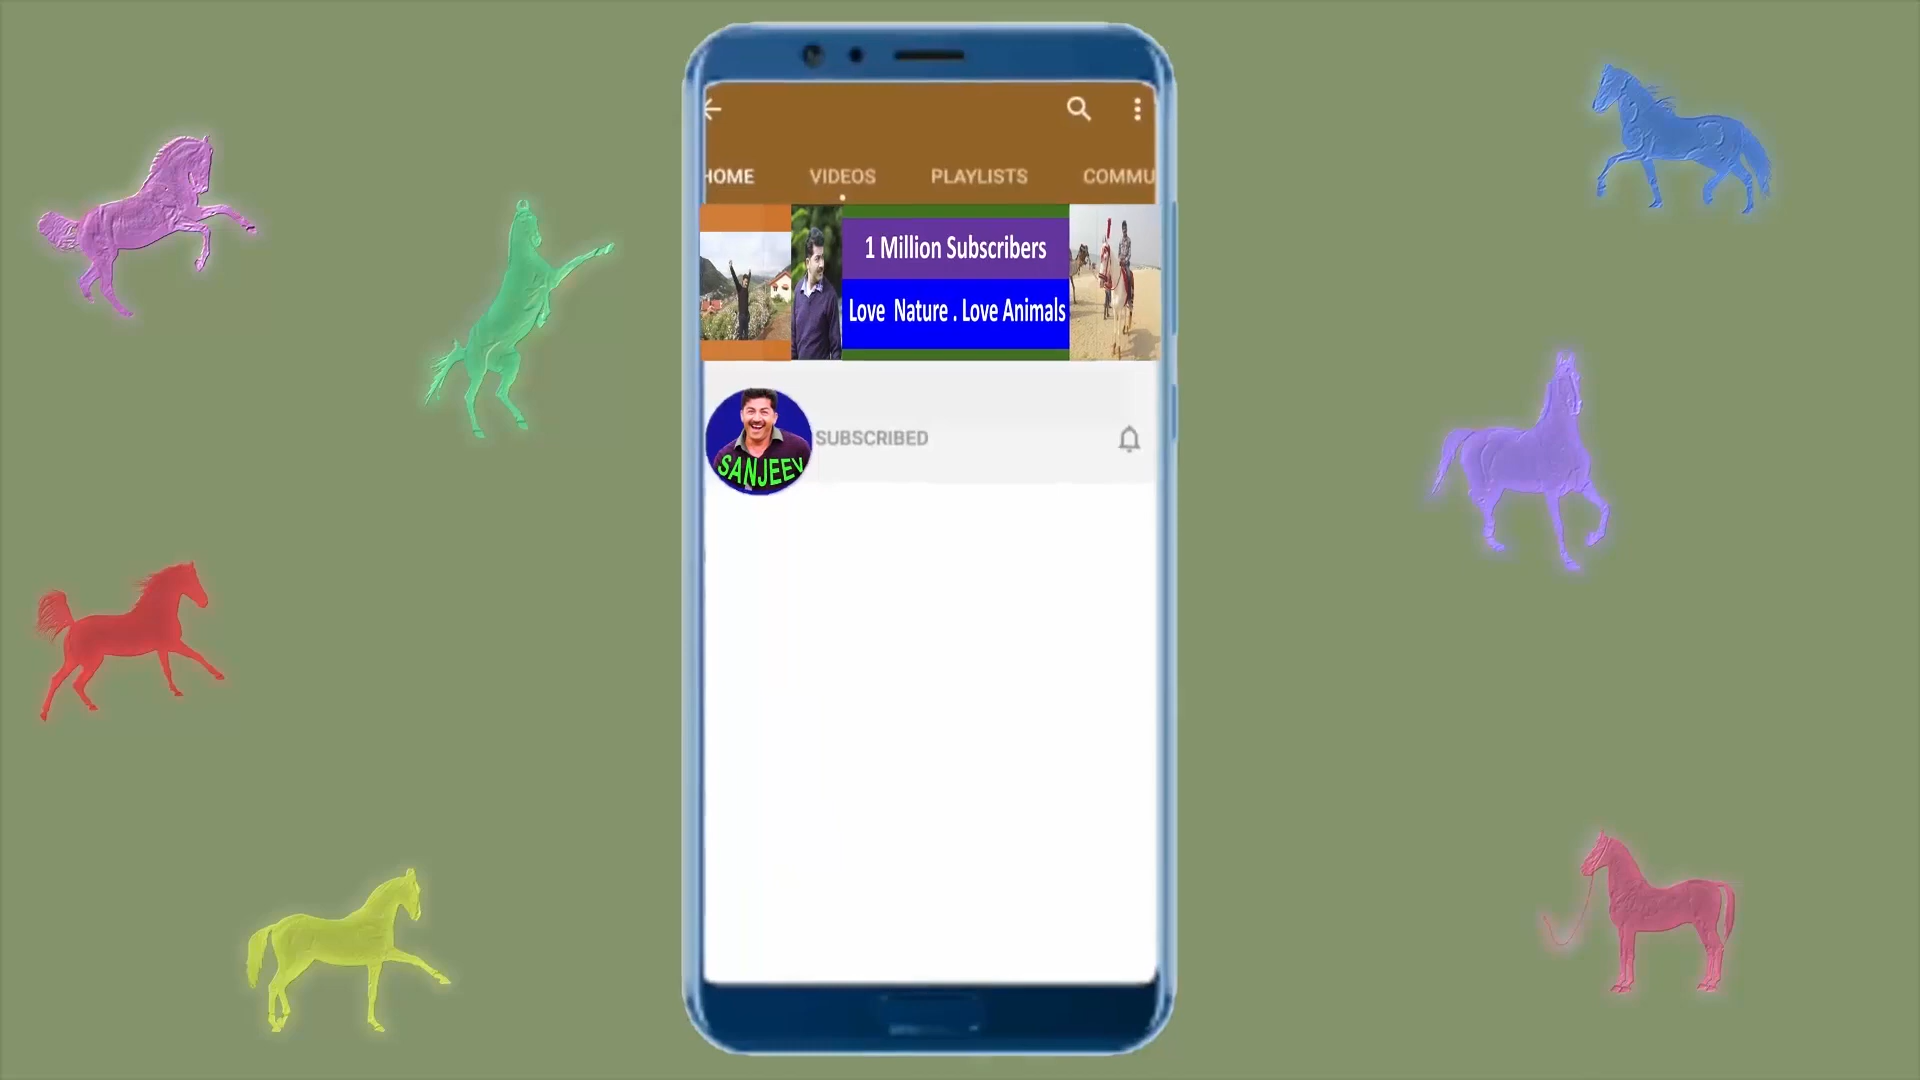 HOME VIDEOS PLAYLISTS COMMU
1 Million Subscribers
Love Nature . Love Animals
SUBSCRIBED
SANJEEV